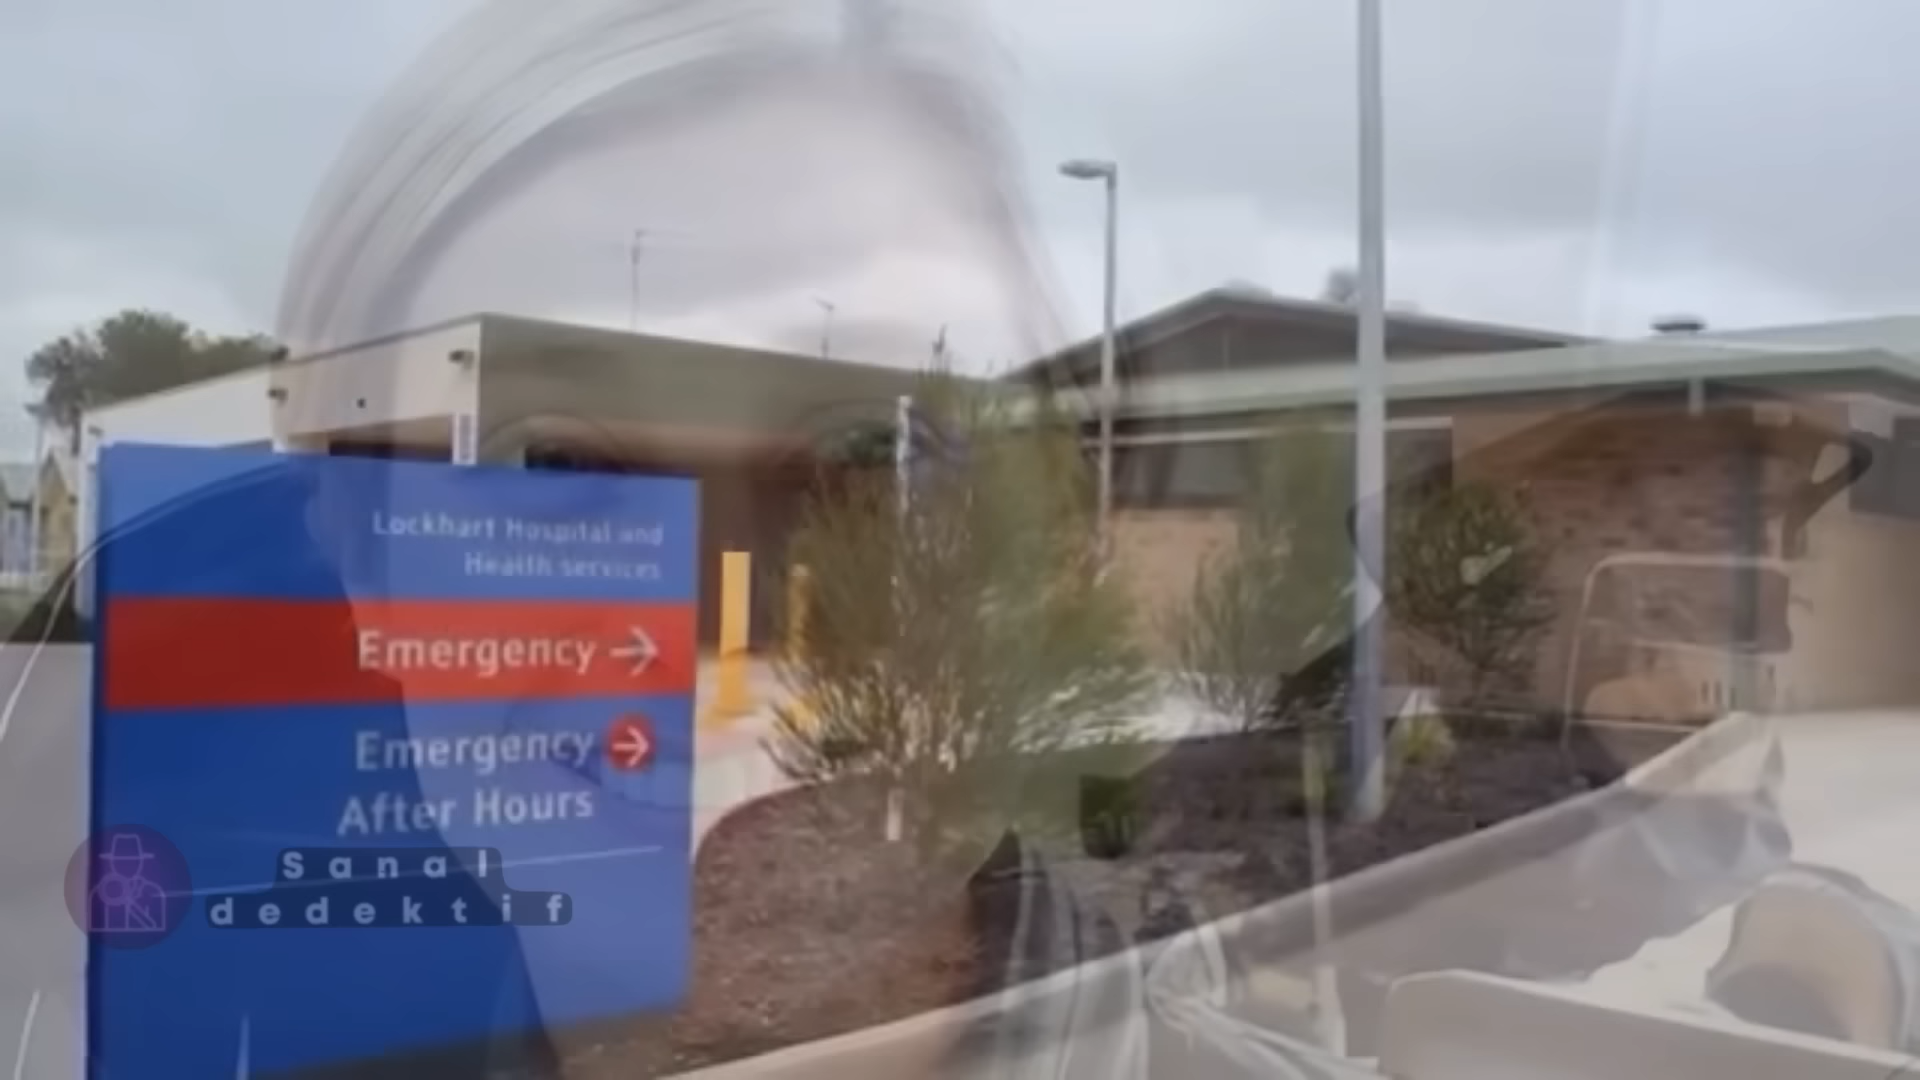 Lockhart Hospital and
Health services
Emergency →
Emergency →
After Hours
Sanal
dedektif